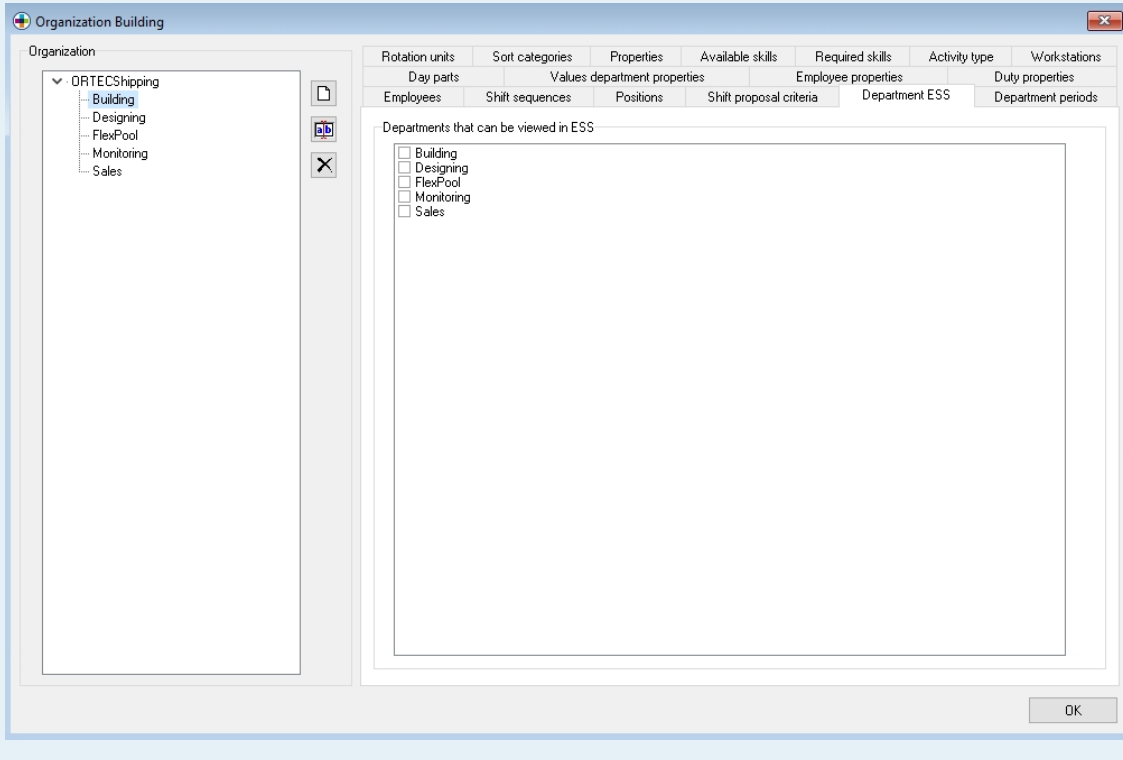 Organization Building
Organization
ORTECShipping
Building
Designing
FlexPool
Monitoring
Sales
ab
Rotation units Sort categories Properties Available skills Required skills Activity type Workstations
Day parts Values department properties Employee properties Duty properties
Employees Shift sequences Positions Shift proposal criteria Department ESS Department periods
Departments that can be viewed in ESS
Building
Designing
FlexPool
Monitoring
Sales
OK